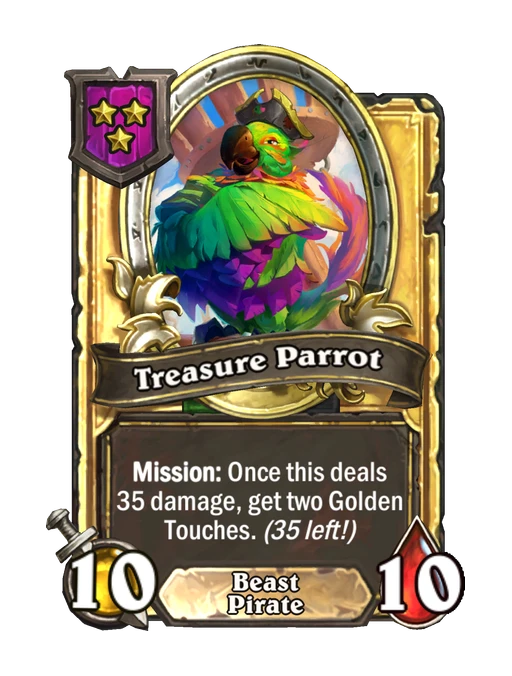 Treasure Parrot
Mission: Once this deals
35 damage, get two Golden
Touches. (35 left!)
10
Beast
Pirate
10